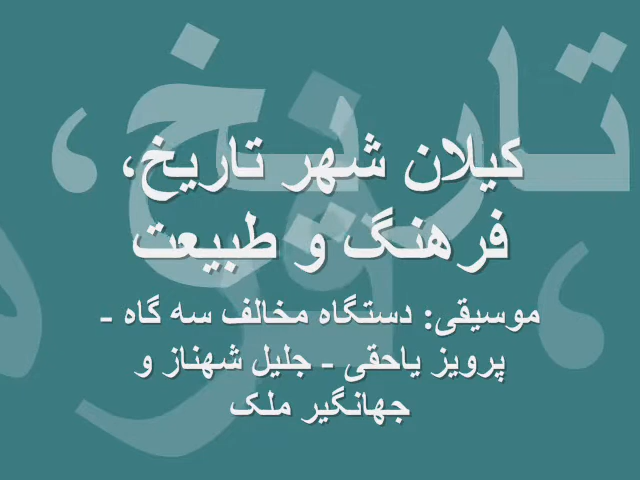 کیلان شهر تاریخ،
فرهنگ و طبیعت
موسیقی: دستگاه مخالف سه گاه -
پرویز یاحقی - جلیل شهناز و
جهانگیر ملک